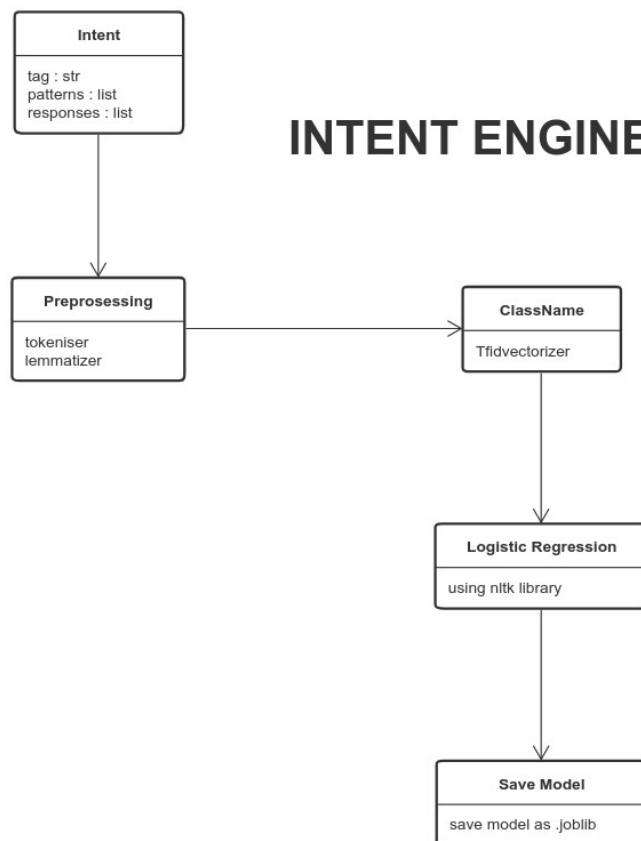 Intent
tag : str
patterns : list
responses : list
INTENT ENGINE
Preprosessing
tokeniser
lemmatizer
ClassName
Tfidvectorizer
Logistic Regression
using nltk library
Save Model
save model as .joblib